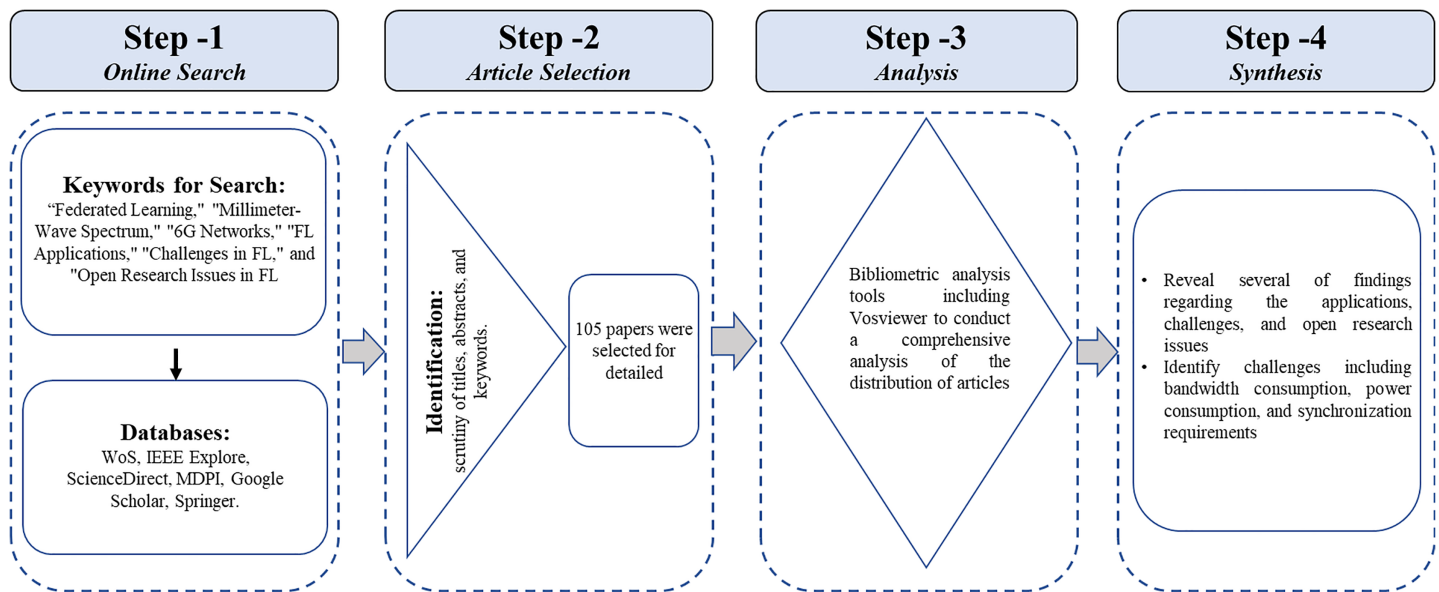 Step -1
Online Search
Keywords for Search:
“Federated Learning," "Millimeter-
Wave Spectrum," "6G Networks," "FL
Applications," "Challenges in FL," and
"Open Research Issues in FL
Databases:
WoS, IEEE Explore,
ScienceDirect, MDPI, Google
Scholar, Springer.
Step -2
Article Selection
Identification:
scrutiny of titles, abstracts, and
keywords.
105 papers were
selected for
detailed
Step -3
Analysis
Bibliometric analysis
tools including
Vosviewer to conduct
a comprehensive
analysis of the
distribution of articles
Step -4
Synthesis
• Reveal several of findings
regarding the applications,
challenges, and open research
issues
• Identify challenges including
bandwidth consumption, power
consumption, and synchronization
requirements